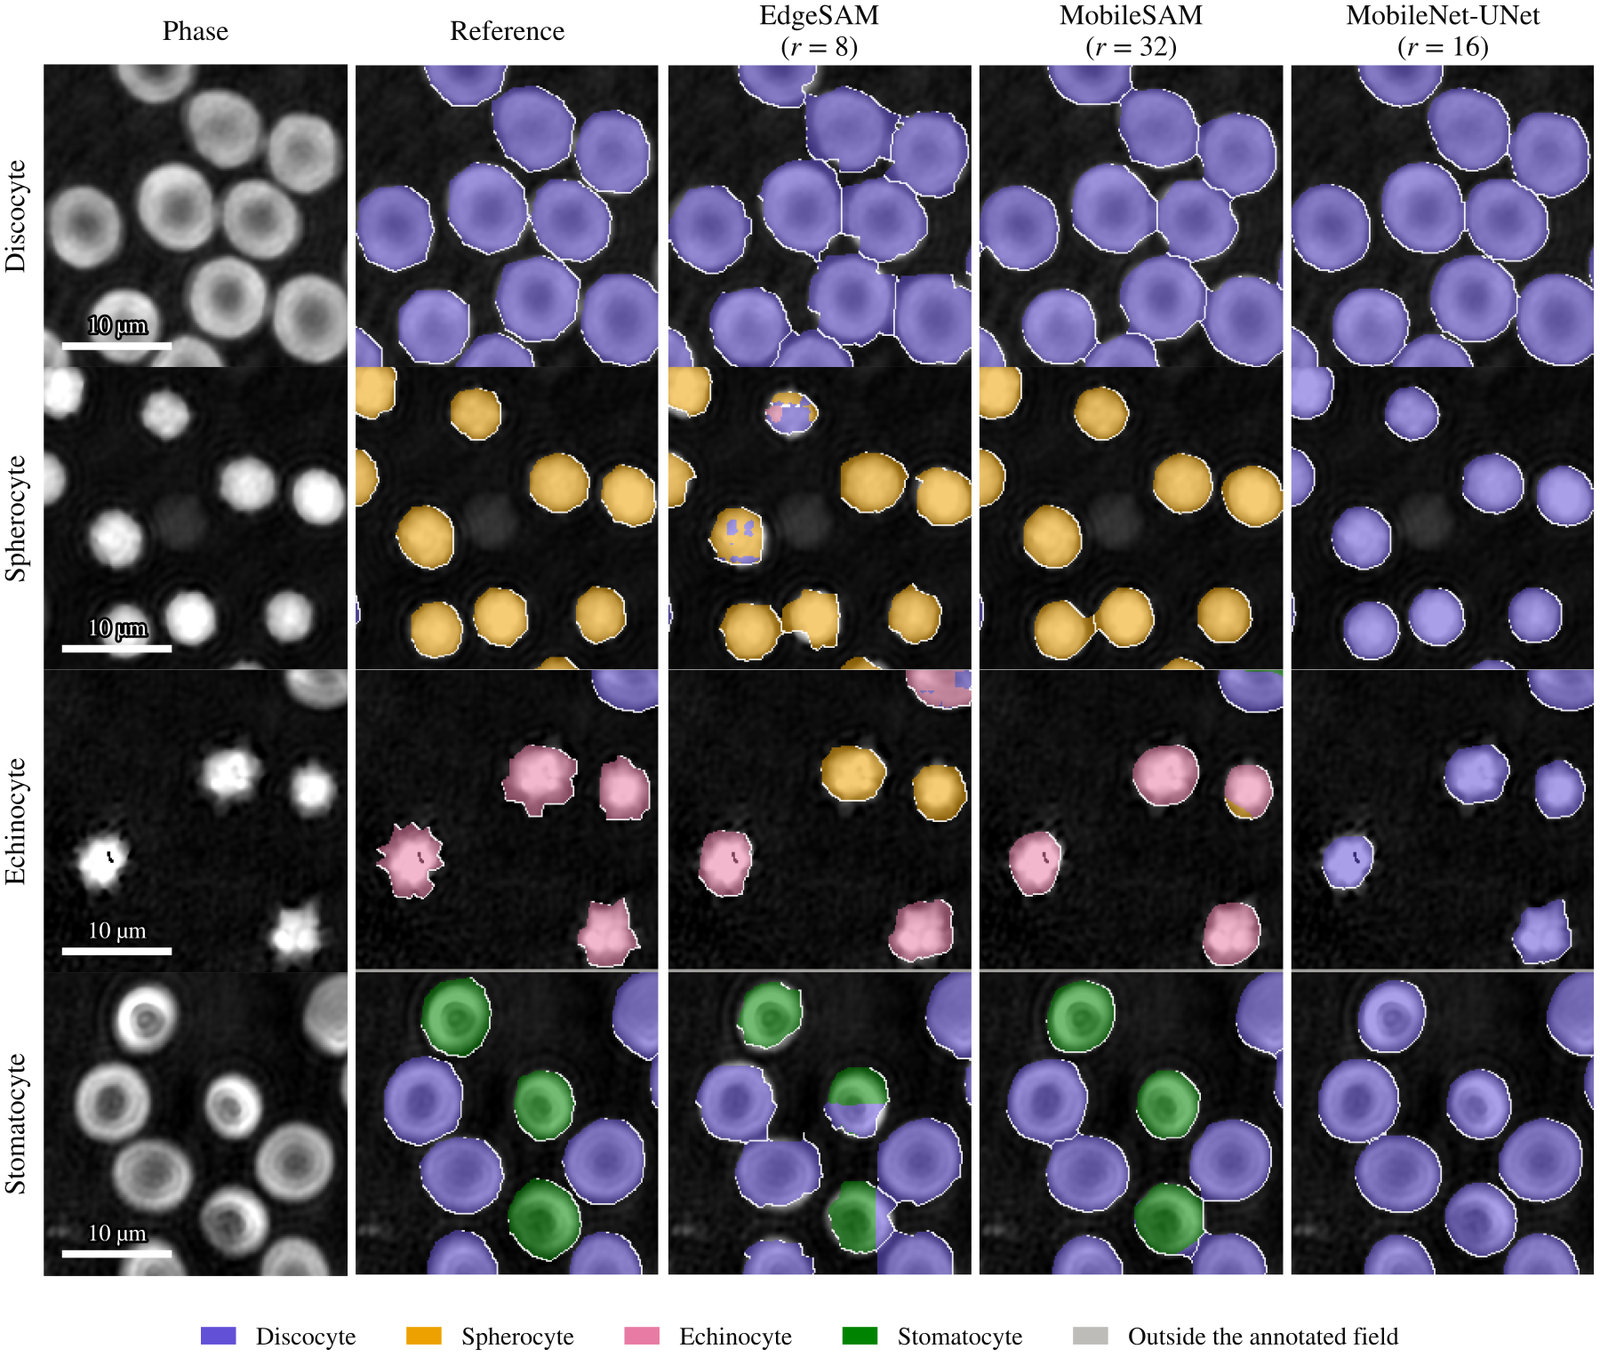 Phase
Reference
EdgeSAM
(r = 8)
MobileSAM
(r = 32)
MobileNet-UNet
(r = 16)
Discocyte
10 µm
Spherocyte
10 µm
Echinocyte
10 µm
Stomatocyte
10 µm
Discocyte
Spherocyte
Echinocyte
Stomatocyte
Outside the annotated field